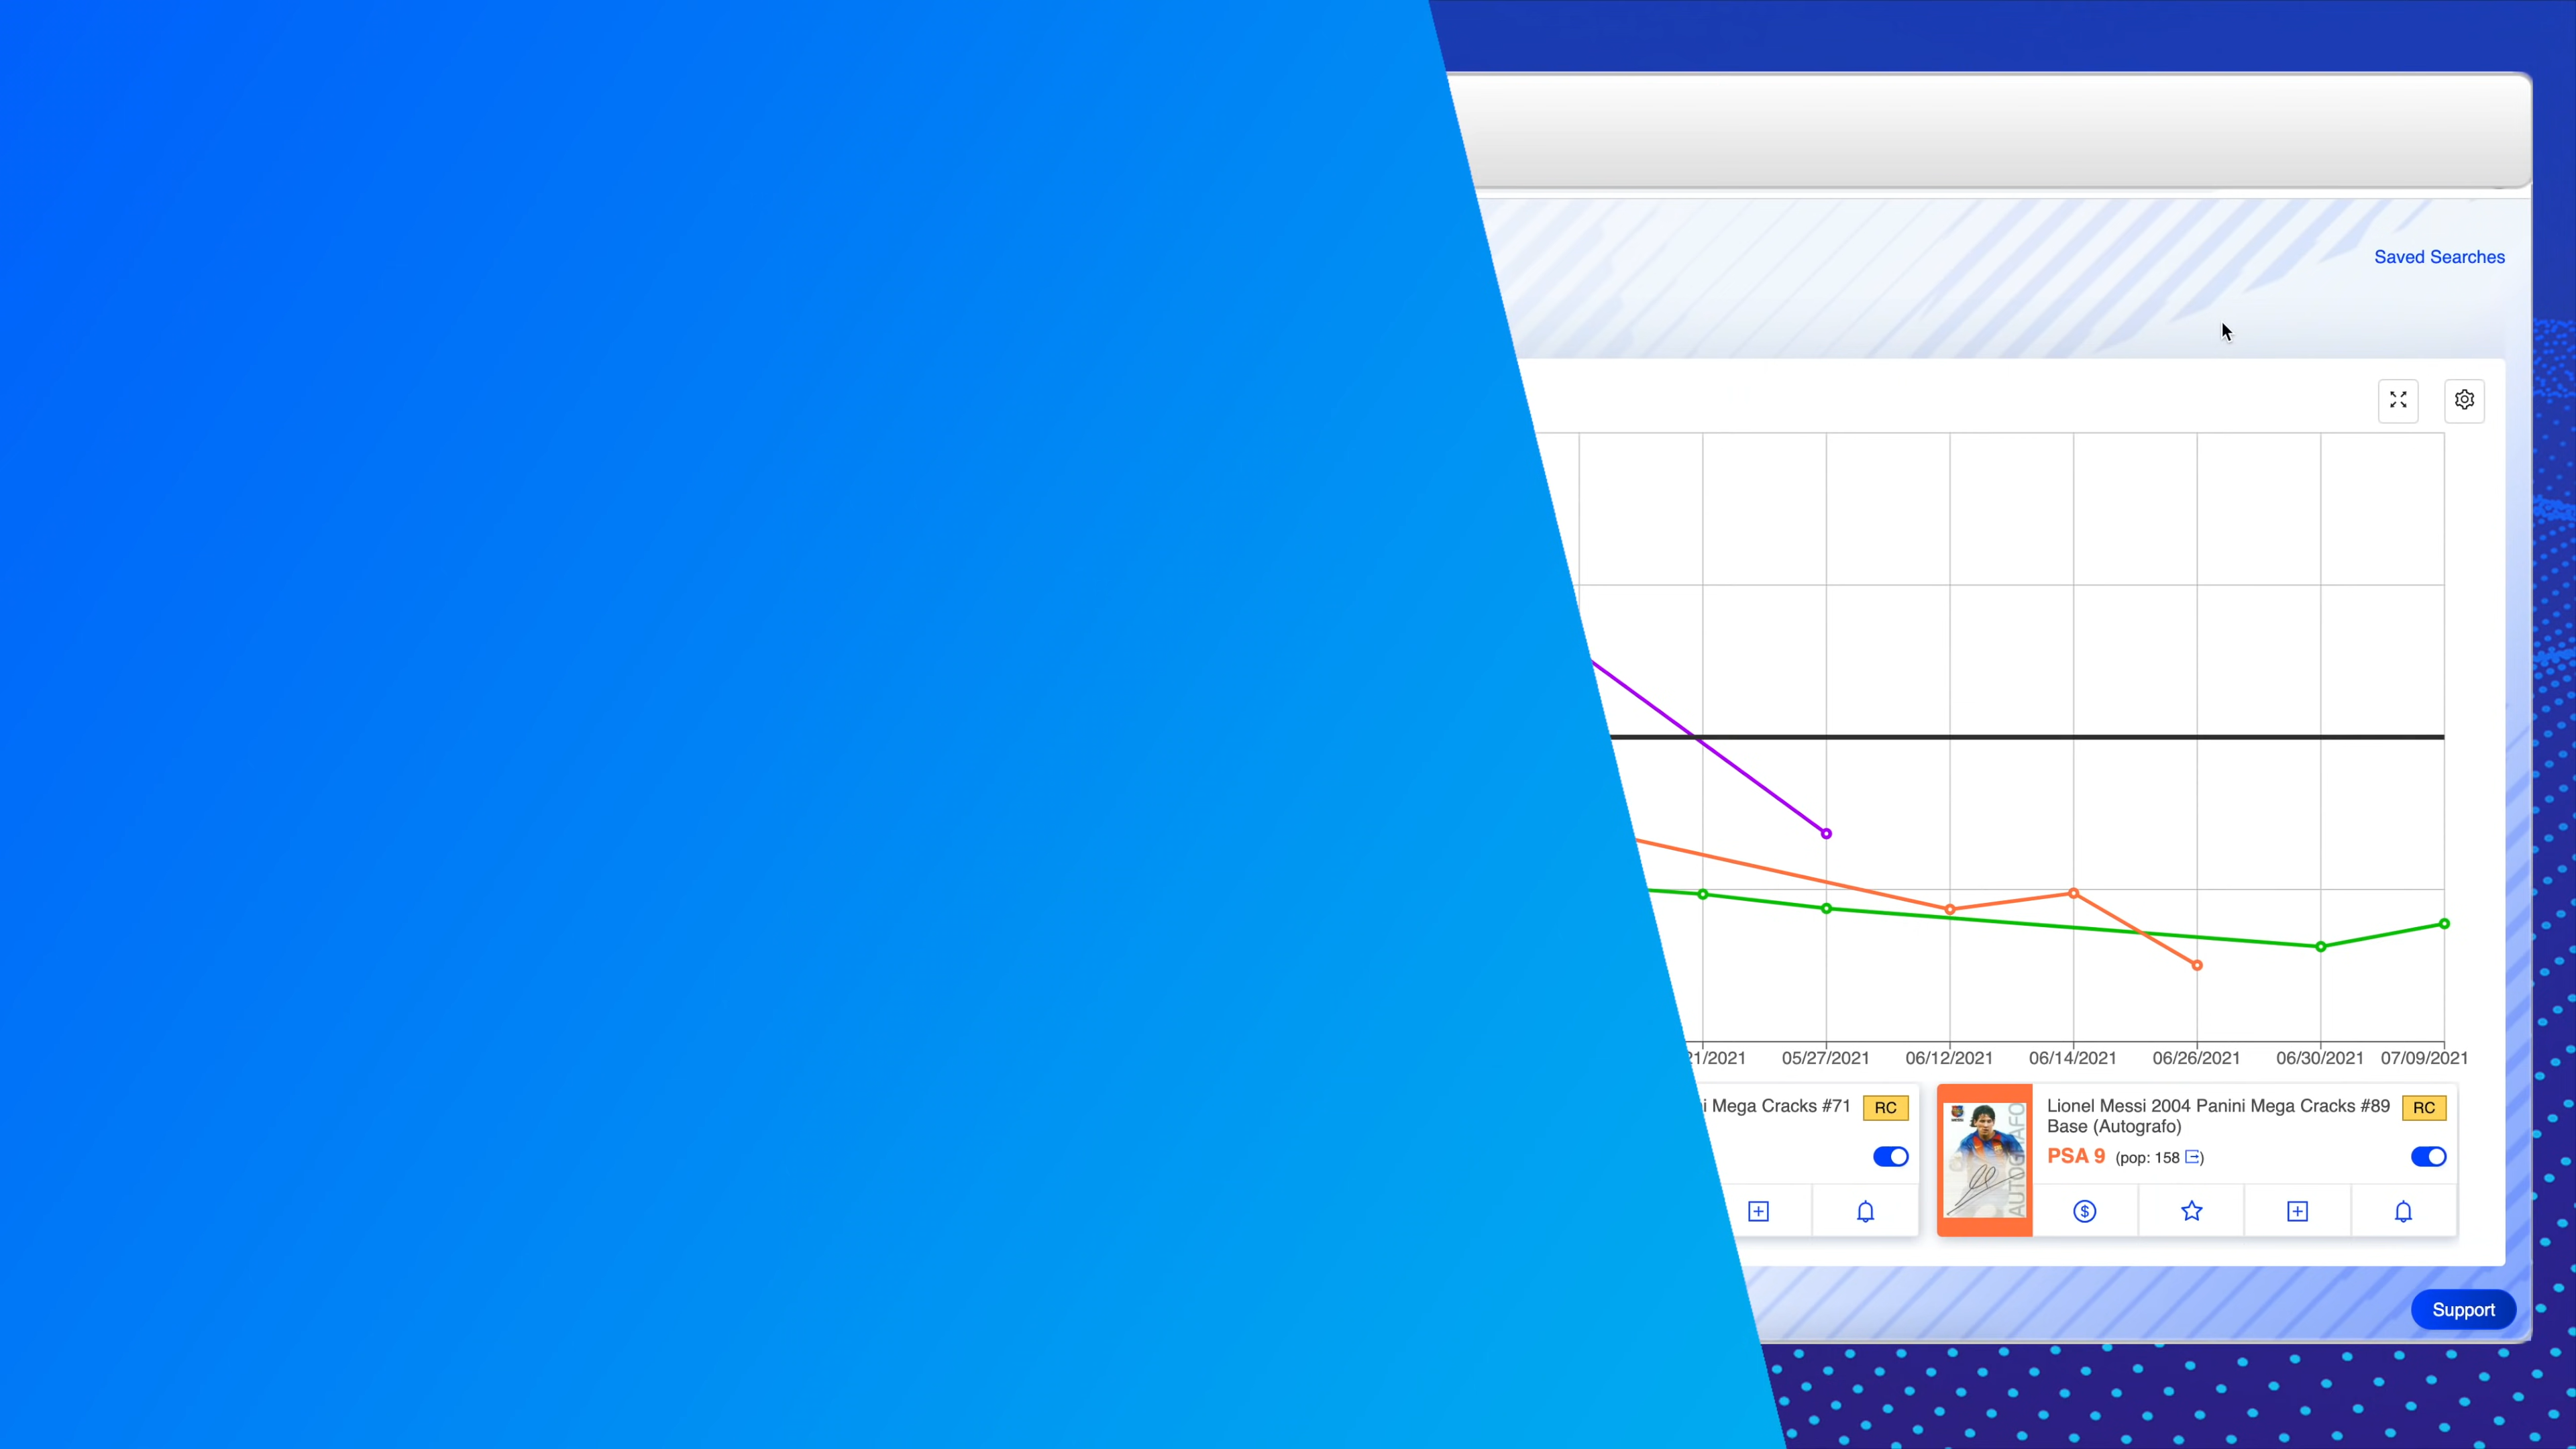 Saved Searches
21/2021 05/27/2021 06/12/2021 06/14/2021 06/26/2021 06/30/2021 07/09/2021
i Mega Cracks #71 RC
Lionel Messi 2004 Panini Mega Cracks #89 RC
Base (Autografo)
PSA 9 (pop: 158)
AUTOGRAFO
Support